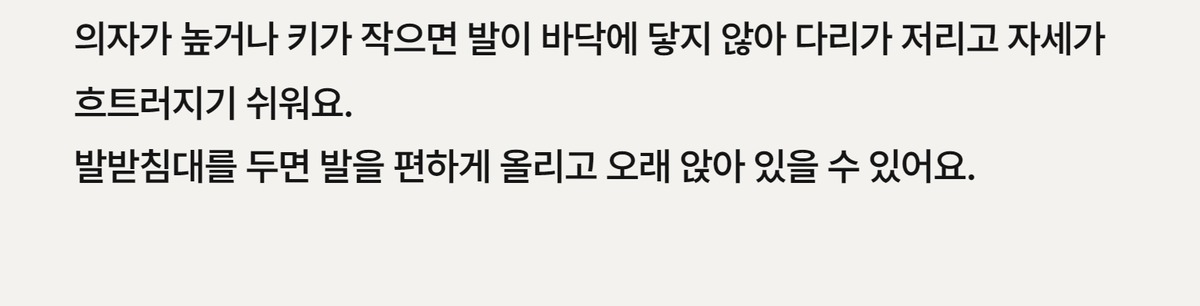 의자가 높거나 키가 작으면 발이 바닥에 닿지 않아 다리가 저리고 자세가
흐트러지기 쉬워요.
발받침대를 두면 발을 편하게 올리고 오래 앉아 있을 수 있어요.